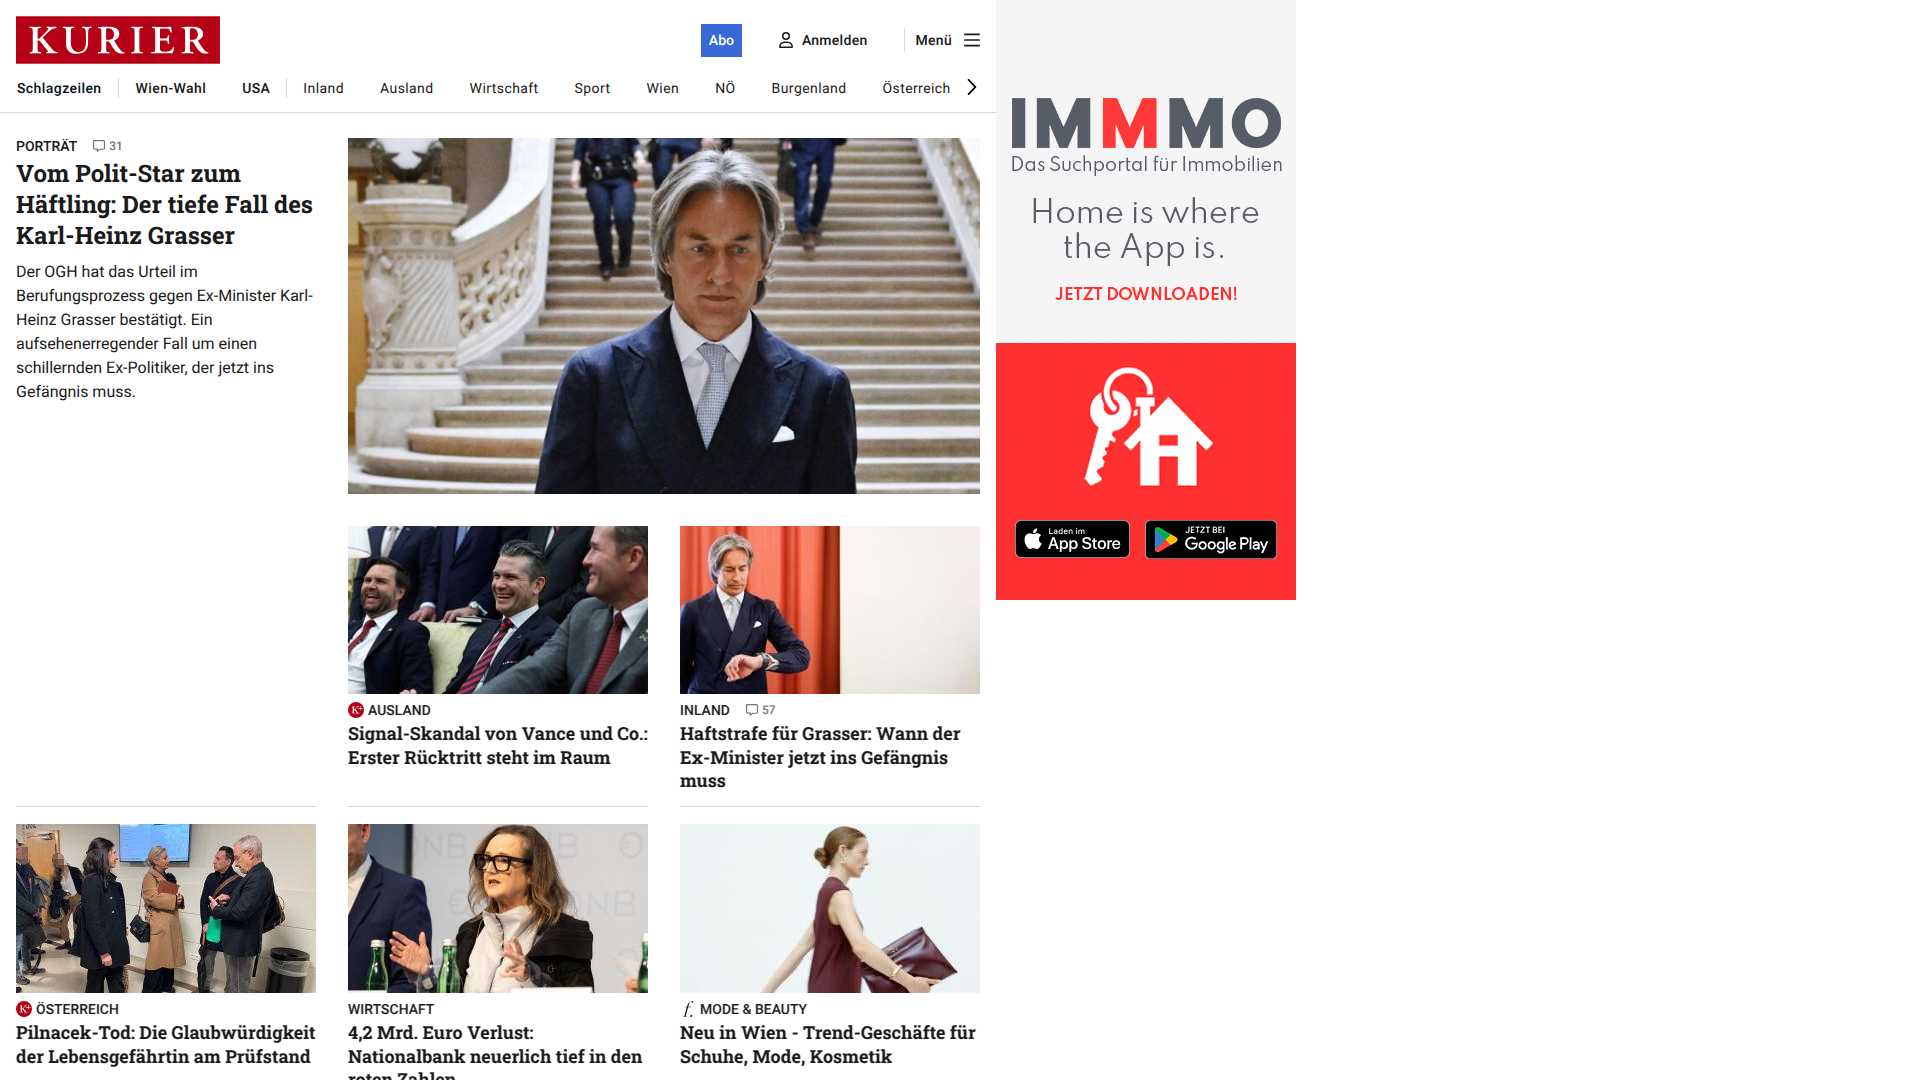 KURIER
Abo
Anmelden
Menü
Schlagzeilen
Wien-Wahl
USA
Inland
Ausland
Wirtschaft
Sport
Wien
NÖ
Burgenland
Österreich
PORTRÄT
31
Vom Polit-Star zum
Häftling: Der tiefe Fall des
Karl-Heinz Grasser
Der OGH hat das Urteil im
Berufungsprozess gegen Ex-Minister Karl-
Heinz Grasser bestätigt. Ein
aufsehenerregender Fall um einen
schillernden Ex-Politiker, der jetzt ins
Gefängnis muss.
K+ AUSLAND
Signal-Skandal von Vance und Co.:
Erster Rücktritt steht im Raum
INLAND
57
Haftstrafe für Grasser: Wann der
Ex-Minister jetzt ins Gefängnis
muss
K+ ÖSTERREICH
Pilnacek-Tod: Die Glaubwürdigkeit
der Lebensgefährtin am Prüfstand
WIRTSCHAFT
4,2 Mrd. Euro Verlust:
Nationalbank neuerlich tief in den
roten Zahlen
f. MODE & BEAUTY
Neu in Wien - Trend-Geschäfte für
Schuhe, Mode, Kosmetik
IMMMO
Das Suchportal für Immobilien
Home is where
the App is.
JETZT DOWNLOADEN!
Laden im
App Store
JETZT BEI
Google Play